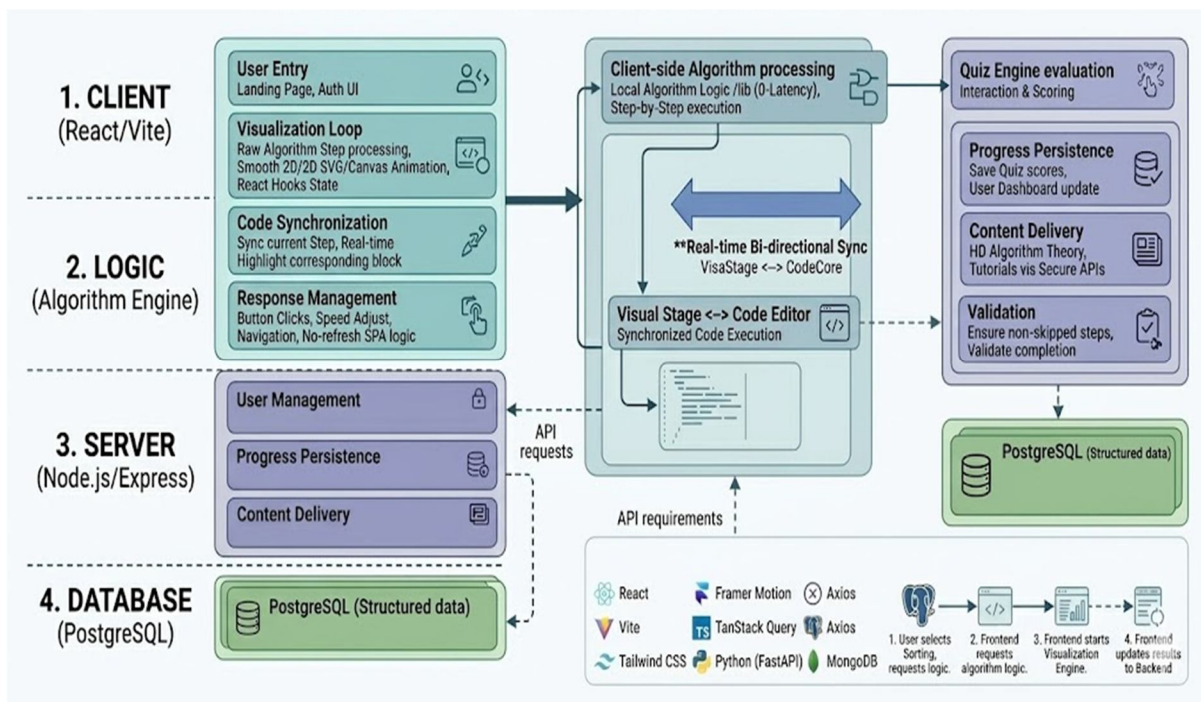 1. CLIENT
(React/Vite)
2. LOGIC
(Algorithm Engine)
3. SERVER
(Node.js/Express)
4. DATABASE
(PostgreSQL)
User Entry
Landing Page, Auth UI
Visualization Loop
Raw Algorithm Step processing,
Smooth 2D/2D SVG/Canvas Animation,
React Hooks State
Code Synchronization
Sync current Step, Real-time
Highlight corresponding block
Response Management
Button Clicks, Speed Adjust,
Navigation, No-refresh SPA logic
User Management
Progress Persistence
Content Delivery
PostgreSQL (Structured data)
Client-side Algorithm processing
Local Algorithm Logic /lib (0-Latency),
Step-by-Step execution
**Real-time Bi-directional Sync
VisaStage <--> CodeCore
Visual Stage <-> Code Editor
Synchronized Code Execution
</>
API
requests
API requirements
Quiz Engine evaluation
Interaction & Scoring
Progress Persistence
Save Quiz scores,
User Dashboard update
Content Delivery
HD Algorithm Theory,
Tutorials vis Secure APIs
Validation
Ensure non-skipped steps,
Validate completion
PostgreSQL (Structured data)
React
Framer Motion
Axios
Vite
TS
TanStack Query
Axios
Tailwind CSS
Python (FastAPI)
MongoDB
</>
1. User selects
Sorting,
requests logic.
2. Frontend
requests
algorithm logic.
3. Frontend starts
Visualization
Engine.
4. Frontend
updates results
to Backend